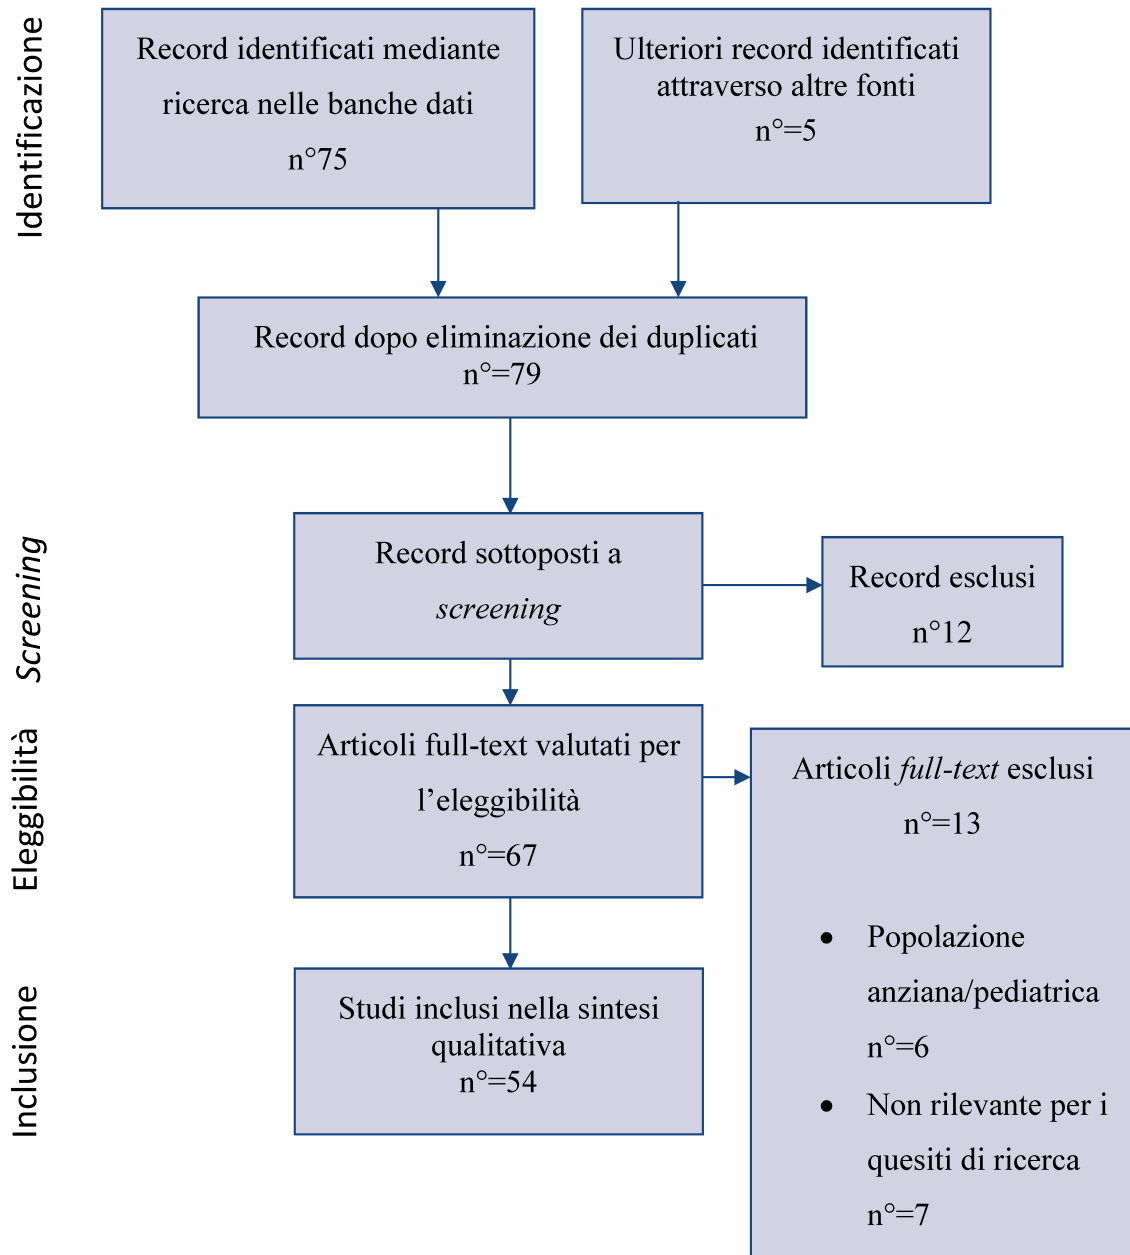 Identificazione
Record identificati mediante
ricerca nelle banche dati
n°75
Ulteriori record identificati
attraverso altre fonti
n°=5
Record dopo eliminazione dei duplicati
n°=79
Screening
Record sottoposti a
screening
Record esclusi
n°12
Eleggibilità
Articoli full-text valutati per
l’eleggibilità
n°=67
Articoli full-text esclusi
n°=13
• Popolazione
anziana/pediatrica
n°=6
• Non rilevante per i
quesiti di ricerca
n°=7
Inclusione
Studi inclusi nella sintesi
qualitativa
n°=54